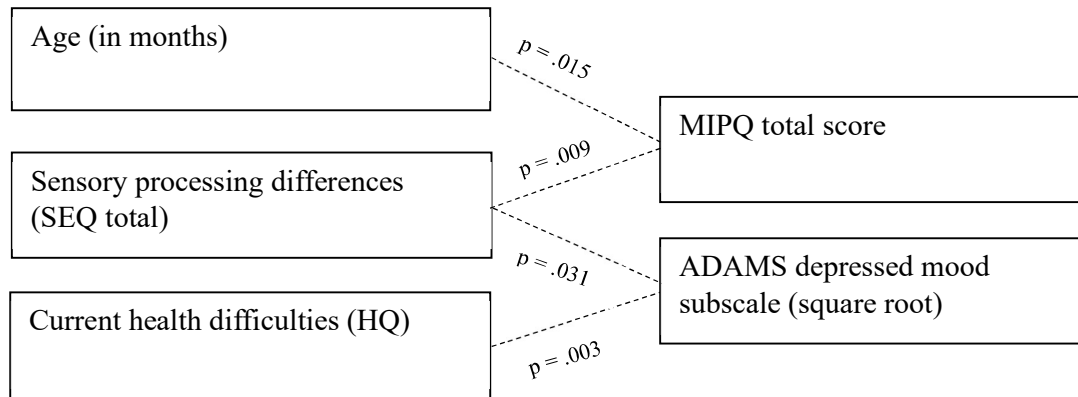 Age (in months)
p = .015
MIPQ total score
p = .009
Sensory processing differences
(SEQ total)
p = .031
ADAMS depressed mood
subscale (square root)
Current health difficulties (HQ)
p = .003